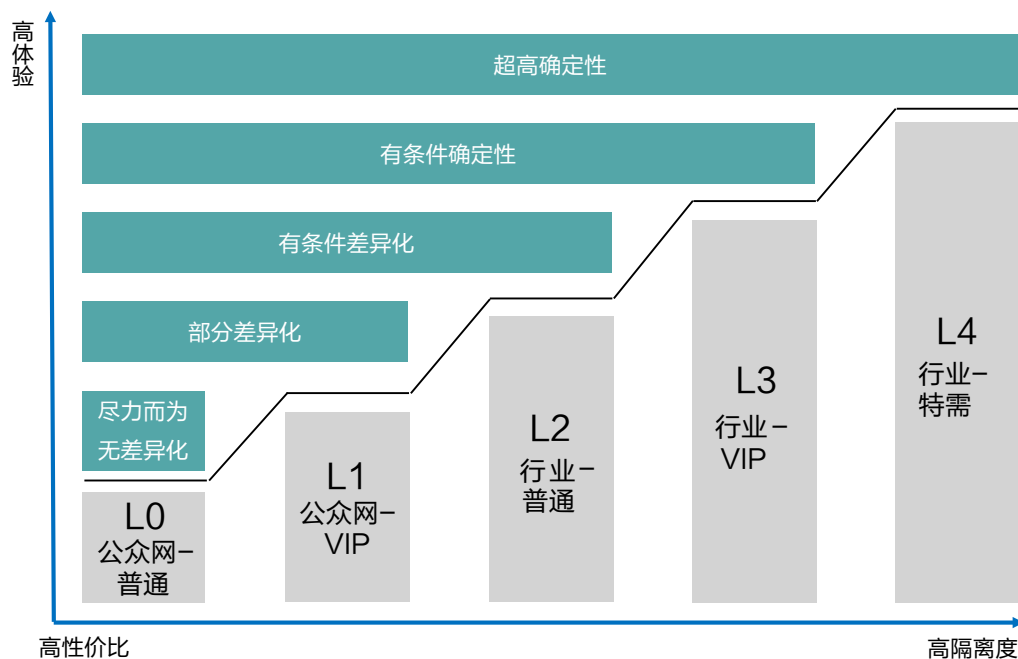 高体验
超高确定性
有条件确定性
有条件差异化
部分差异化
尽力而为
无差异化
L0
公众网-
普通
L1
公众网-
VIP
L2
行业-
普通
L3
行业-
VIP
L4
行业-
特需
高性价比
高隔离度